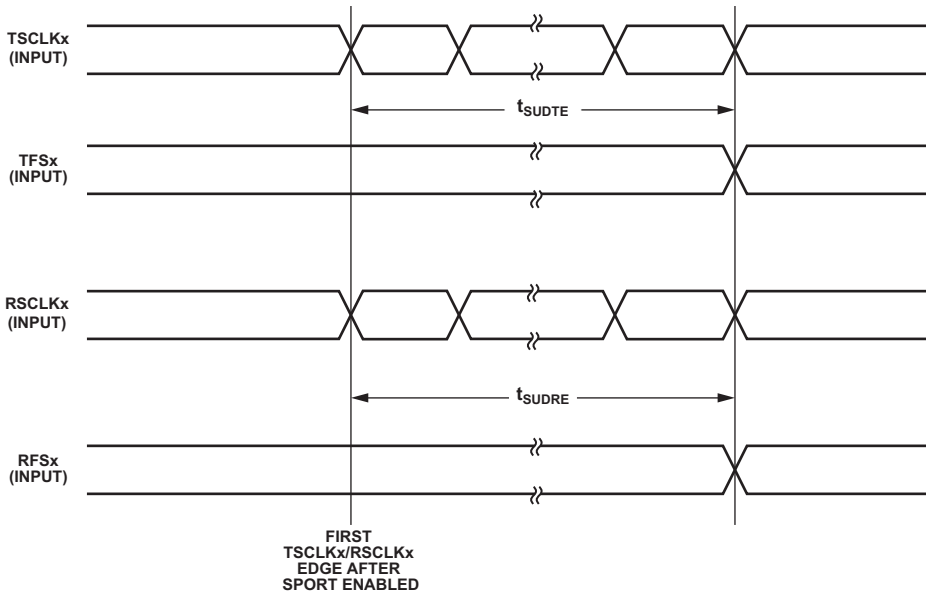 TSCLKx
(INPUT)
tSUDTE
TFSx
(INPUT)
RSCLKx
(INPUT)
tSUDRE
RFSx
(INPUT)
FIRST
TSCLKx/RSCLKx
EDGE AFTER
SPORT ENABLED